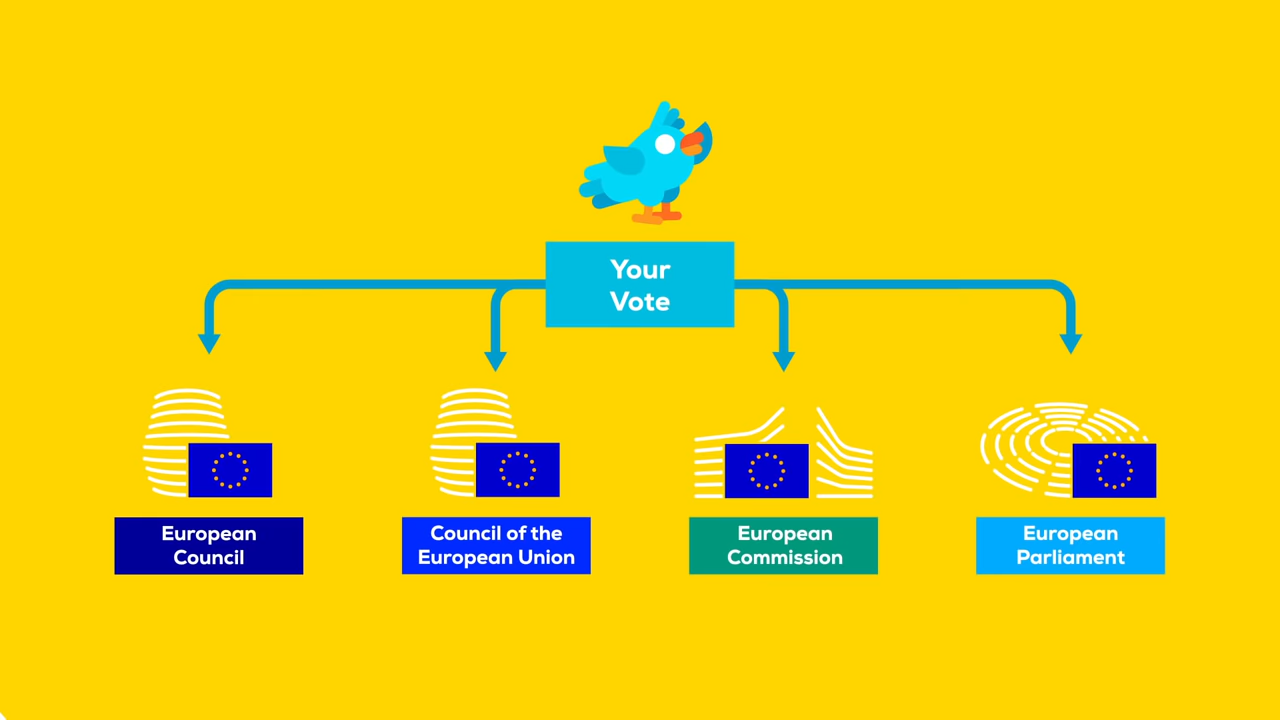 Your
Vote
European
Council
Council of the
European Union
European
Commission
European
Parliament